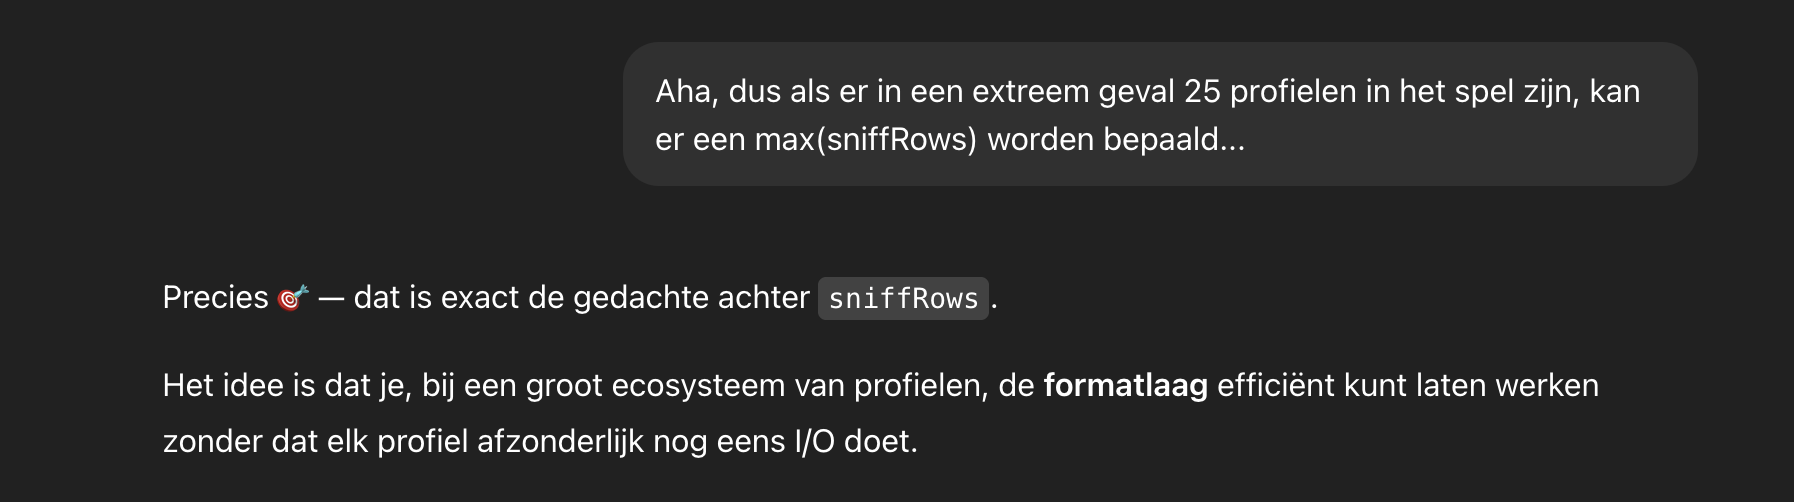 Aha, dus als er in een extreem geval 25 profielen in het spel zijn, kan
er een max(sniffRows) worden bepaald...
Precies 🎯 — dat is exact de gedachte achter sniffRows.
Het idee is dat je, bij een groot ecosysteem van profielen, de formatlaag efficiënt kunt laten werken
zonder dat elk profiel afzonderlijk nog eens I/O doet.